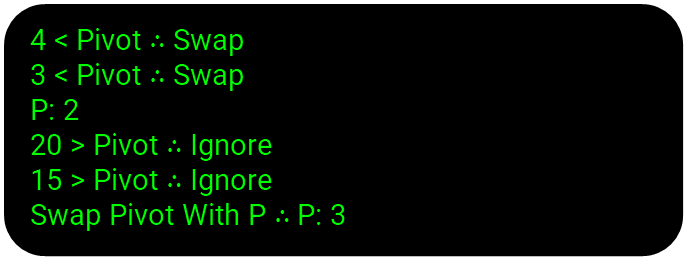 4 < Pivot ∴ Swap
3 < Pivot ∴ Swap
P: 2
20 > Pivot ∴ Ignore
15 > Pivot ∴ Ignore
Swap Pivot With P ∴ P: 3